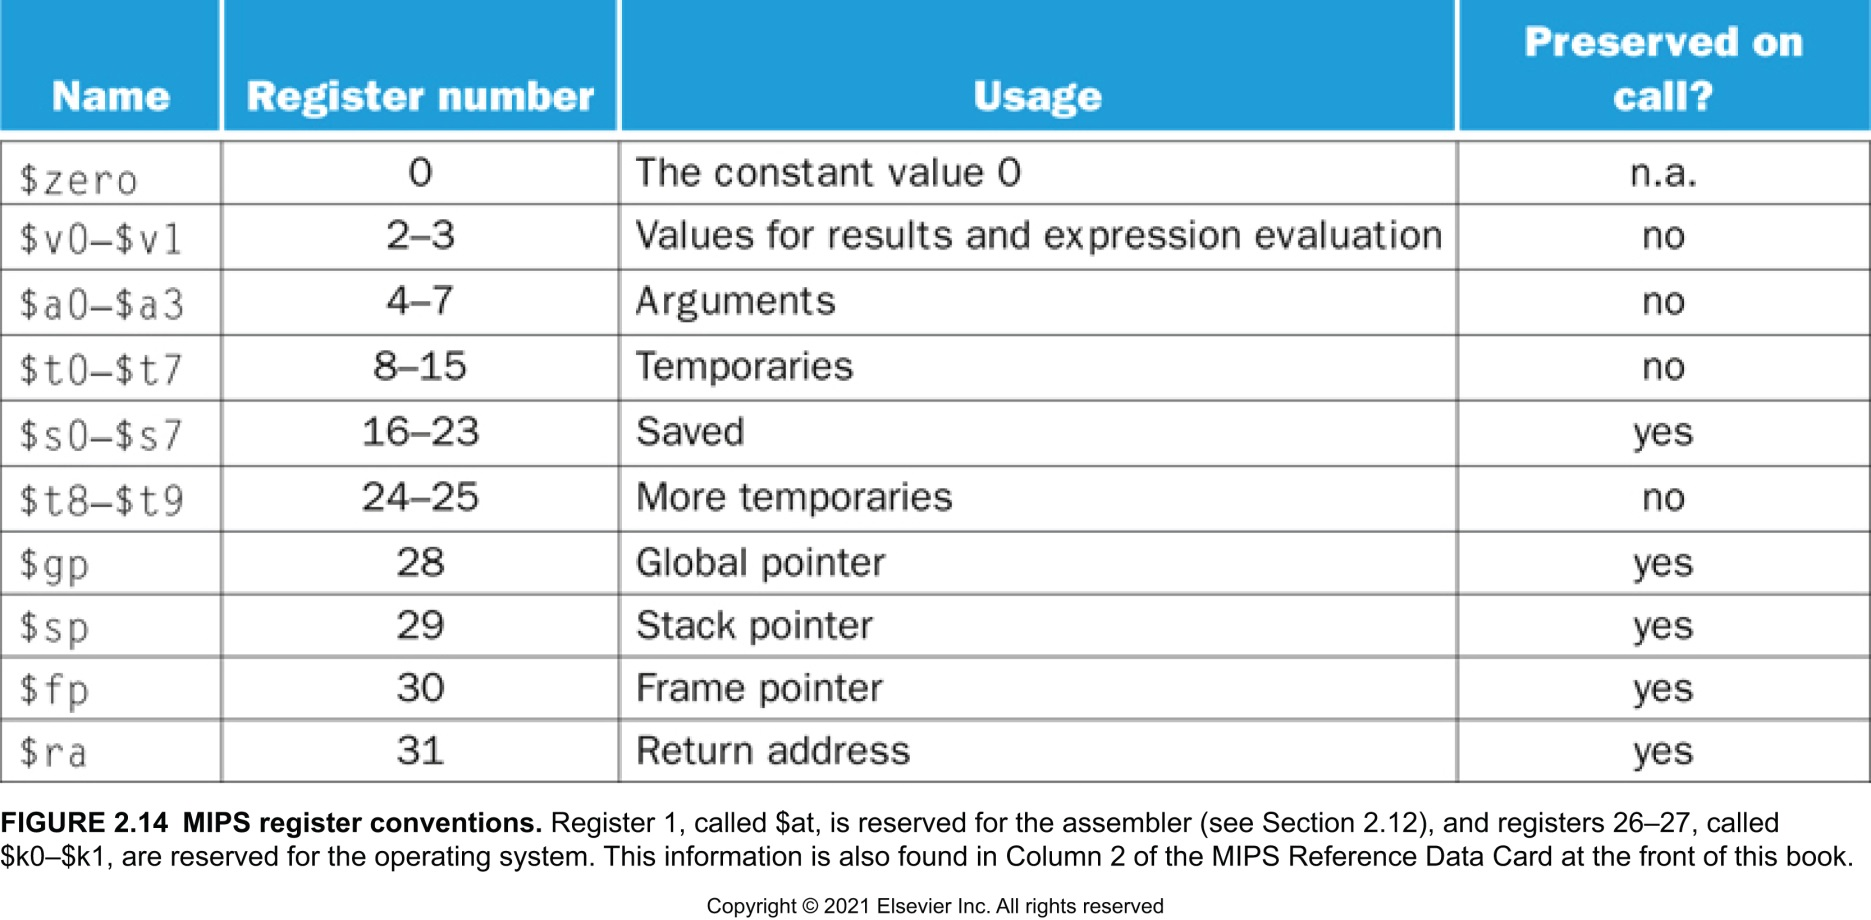 Name Register number Usage Preserved on call?
$zero 0 The constant value 0 n.a.
$v0–$v1 2–3 Values for results and expression evaluation no
$a0–$a3 4–7 Arguments no
$t0–$t7 8–15 Temporaries no
$s0–$s7 16–23 Saved yes
$t8–$t9 24–25 More temporaries no
$gp 28 Global pointer yes
$sp 29 Stack pointer yes
$fp 30 Frame pointer yes
$ra 31 Return address yes
FIGURE 2.14 MIPS register conventions. Register 1, called $at, is reserved for the assembler (see Section 2.12), and registers 26–27, called
$k0–$k1, are reserved for the operating system. This information is also found in Column 2 of the MIPS Reference Data Card at the front of this book.
Copyright © 2021 Elsevier Inc. All rights reserved